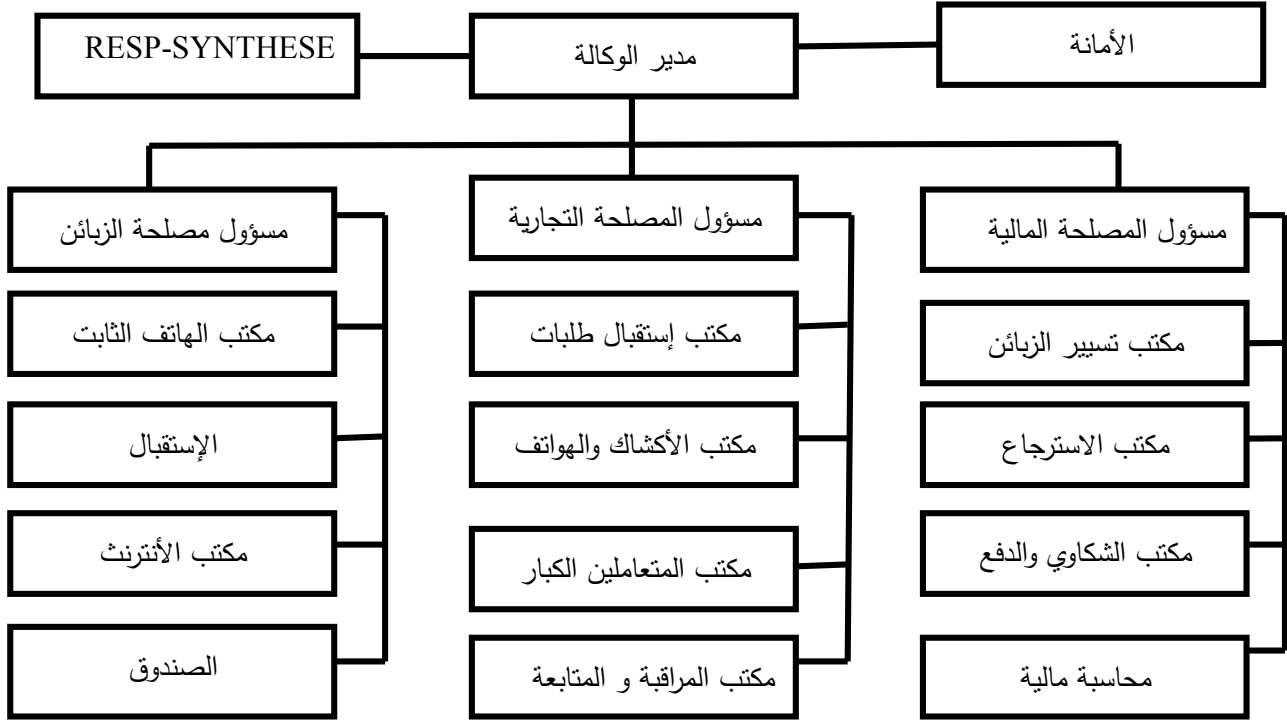 الأمانة
مدير الوكالة
RESP-SYNTHESE
مسؤول المصلحة المالية
مسؤول المصلحة التجارية
مسؤول مصلحة الزبائن
مكتب تسيير الزبائن
مكتب إستقبال طلبات
مكتب الهاتف الثابت
مكتب الاسترجاع
مكتب الأكشاك والهواتف
الإستقبال
مكتب الشكاوي والدفع
مكتب المتعاملين الكبار
مكتب الأنترنث
محاسبة مالية
مكتب المراقبة و المتابعة
الصندوق